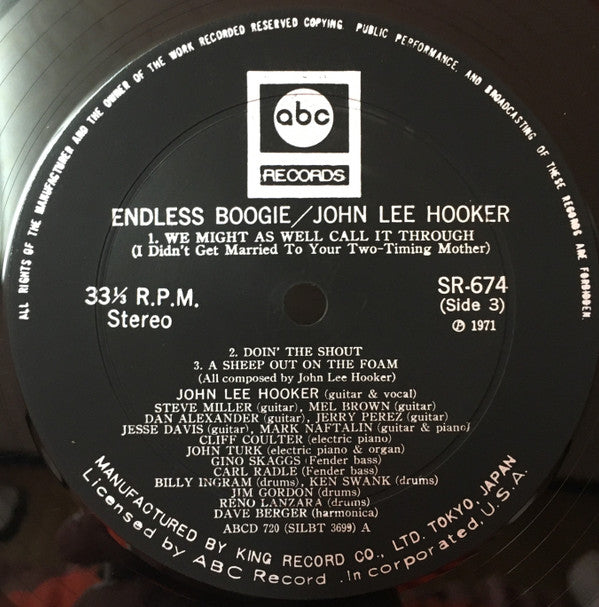 ALL RIGHTS OF THE MANUFACTURER AND THE OWNER OF THE WORK RECORDED RESERVED COPYING PUBLIC PERFORMANCE, AND BROADCASTING OF THESE RECORDS ARE FORBIDDEN.
abc
RECORDS
ENDLESS BOOGIE/JOHN LEE HOOKER
1. WE MIGHT AS WELL CALL IT THROUGH
(I Didn't Get Married To Your Two-Timing Mother)
33⅓ R.P.M.
Stereo
SR-674
(Side 3)
Ⓟ 1971
2. DOIN' THE SHOUT
3. A SHEEP OUT ON THE FOAM
(All composed by John Lee Hooker)
JOHN LEE HOOKER (guitar & vocal)
STEVE MILLER (guitar), MEL BROWN (guitar)
DAN ALEXANDER (guitar), JERRY PEREZ (guitar)
JESSE DAVIS (guitar), MARK NAFTALIN (guitar & piano)
CLIFF COULTER (electric piano)
JOHN TURK (electric piano & organ)
GINO SKAGGS (Fender bass)
CARL RADLE (Fender bass)
BILLY INGRAM (drums), KEN SWANK (drums)
JIM GORDON (drums)
RENO LANZARA (drums)
DAVE BERGER (harmonica)
ABCD 720 (SILBT 3699) A
MANUFACTURED BY KING RECORD CO., LTD. TOKYO, JAPAN
Licensed by ABC Record .Incorporated, U.S.A.